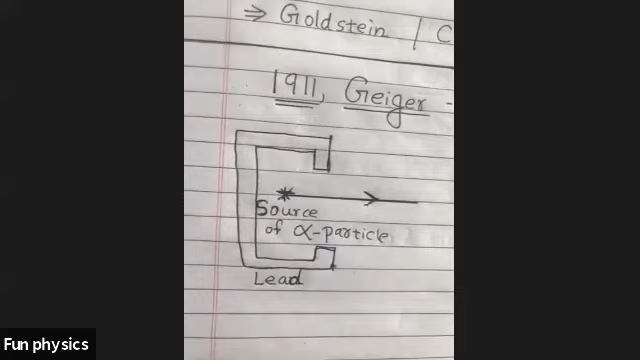 ⇒ Goldstein | C
1911, Geiger -
Source
of α-particle
Lead
Fun physics